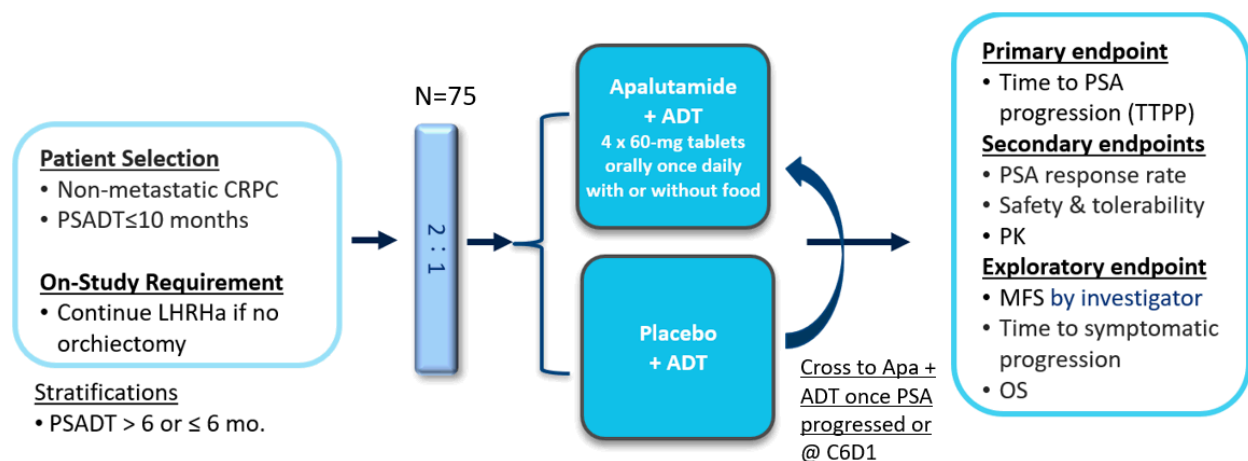 Patient Selection
• Non-metastatic CRPC
• PSADT≤10 months
On-Study Requirement
• Continue LHRHa if no
orchiectomy
Stratifications
• PSADT > 6 or ≤ 6 mo.
N=75
2 : 1
Apalutamide
+ ADT
4 x 60-mg tablets
orally once daily
with or without food
Placebo
+ ADT
Cross to Apa +
ADT once PSA
progressed or
@ C6D1
Primary endpoint
• Time to PSA
progression (TTPP)
Secondary endpoints
• PSA response rate
• Safety & tolerability
• PK
Exploratory endpoint
• MFS by investigator
• Time to symptomatic
progression
• OS